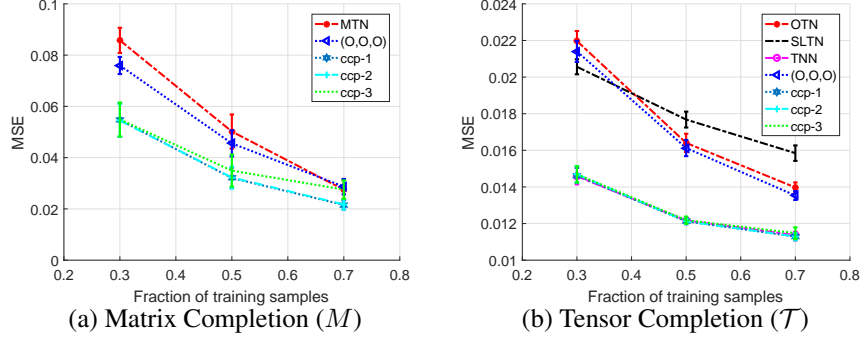 0.1
0.08
0.06
0.04
0.02
0
MSE
0.2 0.3 0.4 0.5 0.6 0.7 0.8
Fraction of training samples
MTN
(O,O,O)
ccp-1
ccp-2
ccp-3
(a) Matrix Completion (M)
0.024
0.022
0.02
0.018
0.016
0.014
0.012
0.01
MSE
0.2 0.3 0.4 0.5 0.6 0.7 0.8
Fraction of training samples
OTN
SLTN
TNN
(O,O,O)
ccp-1
ccp-2
ccp-3
(b) Tensor Completion (𝒯)